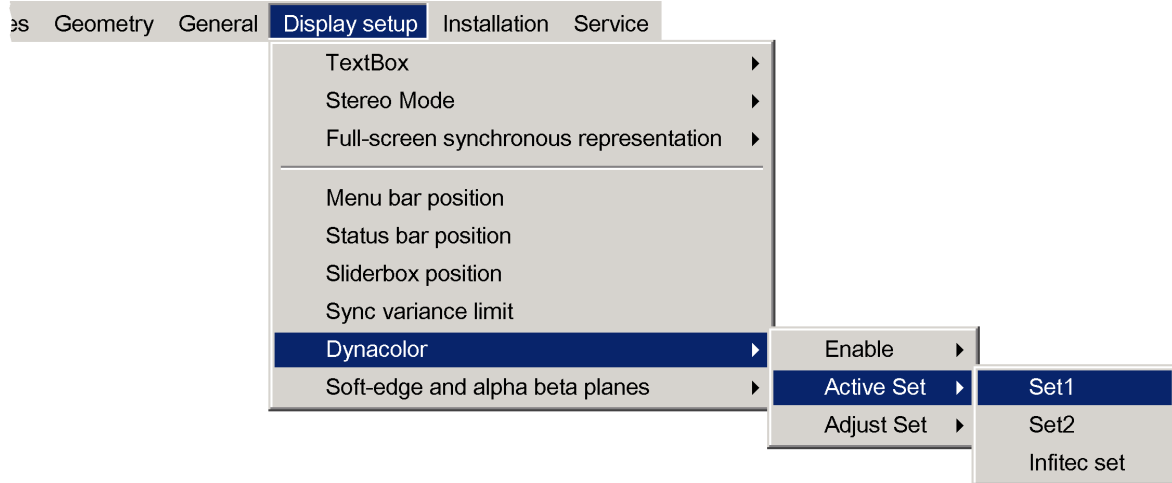 es Geometry General Display setup Installation Service
TextBox
Stereo Mode
Full-screen synchronous representation
Menu bar position
Status bar position
Sliderbox position
Sync variance limit
Dynacolor
Soft-edge and alpha beta planes
Enable
Active Set
Adjust Set
Set1
Set2
Infitec set